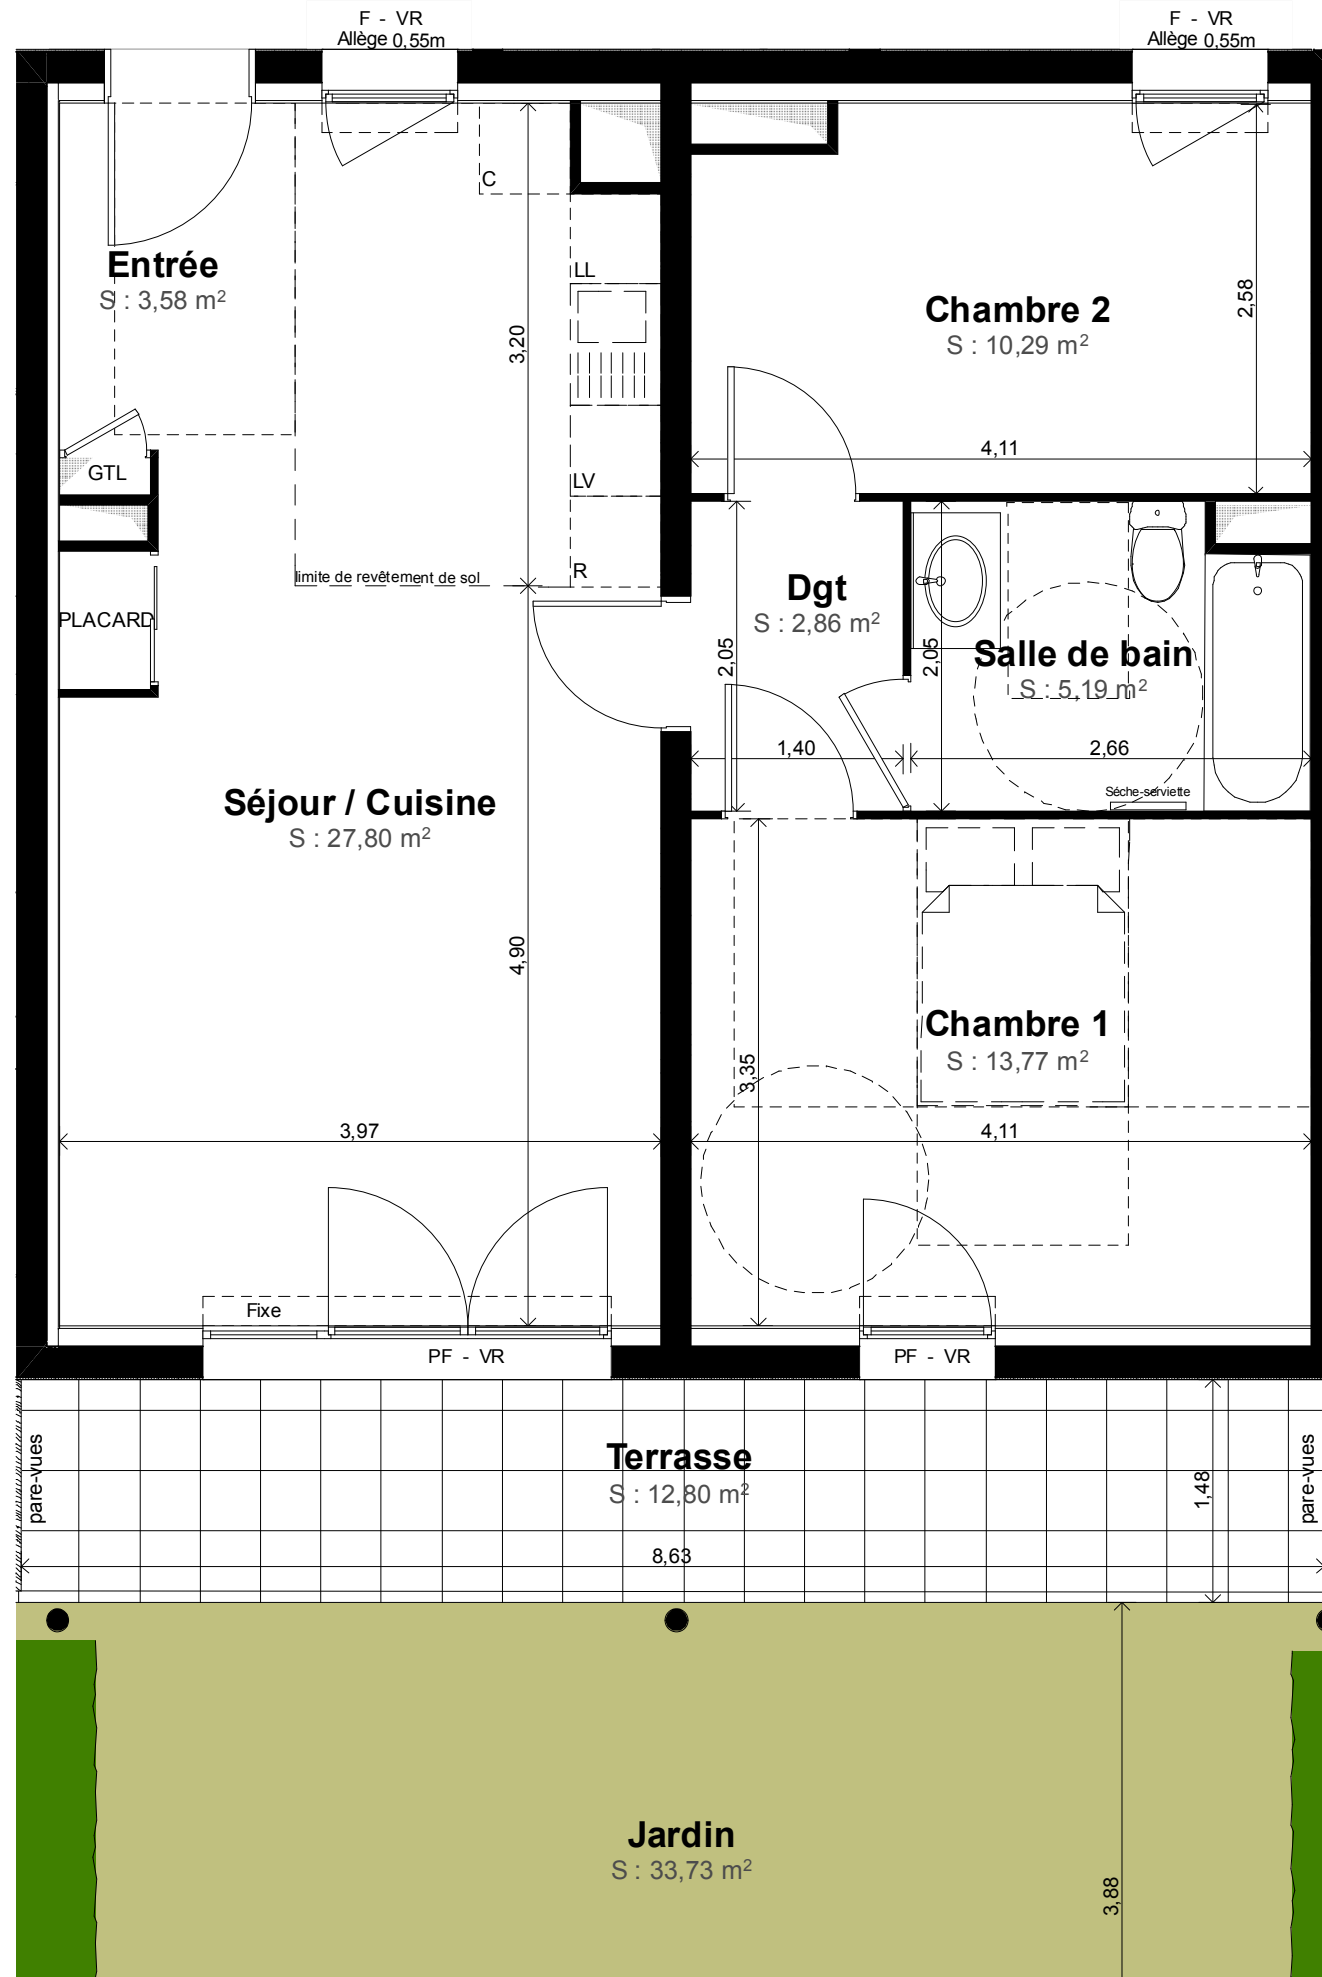 F - VR
Allège 0,55m
F - VR
Allège 0,55m
C
Entrée
S : 3,58 m²
LL
3,20
Chambre 2
S : 10,29 m²
2,58
4,11
GTL
LV
limite de revêtement de sol
R
PLACARD
Dgt
S : 2,86 m²
2,05
2,05
Salle de bain
S : 5,19 m²
1,40
2,66
Séche-serviette
Séjour / Cuisine
S : 27,80 m²
4,90
Chambre 1
S : 13,77 m²
3,35
3,97
4,11
Fixe
PF - VR
PF - VR
pare-vues
Terrasse
S : 12,80 m²
1,48
pare-vues
8,63
Jardin
S : 33,73 m²
3,88